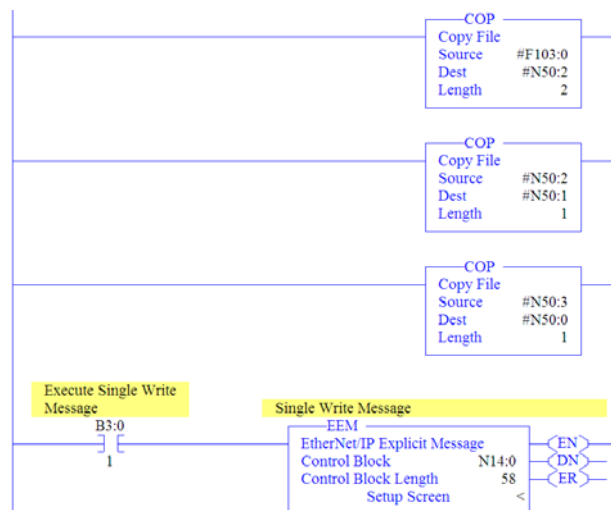 COP
Copy File
Source #F103:0
Dest #N50:2
Length 2
COP
Copy File
Source #N50:2
Dest #N50:1
Length 1
COP
Copy File
Source #N50:3
Dest #N50:0
Length 1
Execute Single Write
Message
B3:0
1
Single Write Message
EEM
EtherNet/IP Explicit Message
Control Block N14:0
Control Block Length 58
Setup Screen <
EN
DN
ER